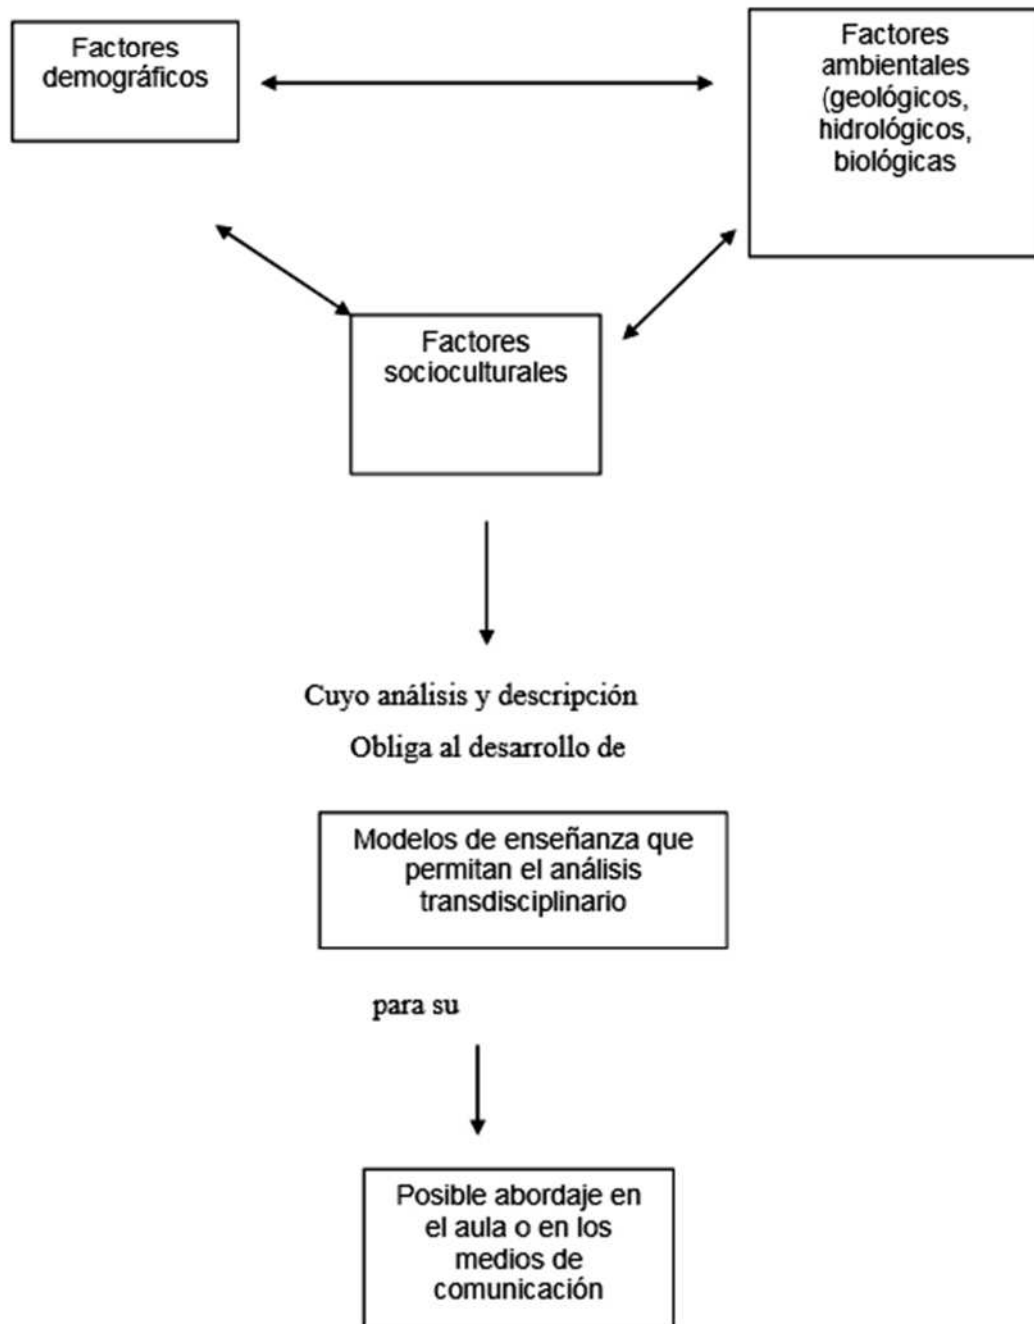 Factores
demográficos
Factores
ambientales
(geológicos,
hidrológicos,
biológicas
Factores
socioculturales
Cuyo análisis y descripción
Obliga al desarrollo de
Modelos de enseñanza que
permitan el análisis
transdisciplinario
para su
Posible abordaje en
el aula o en los
medios de
comunicación